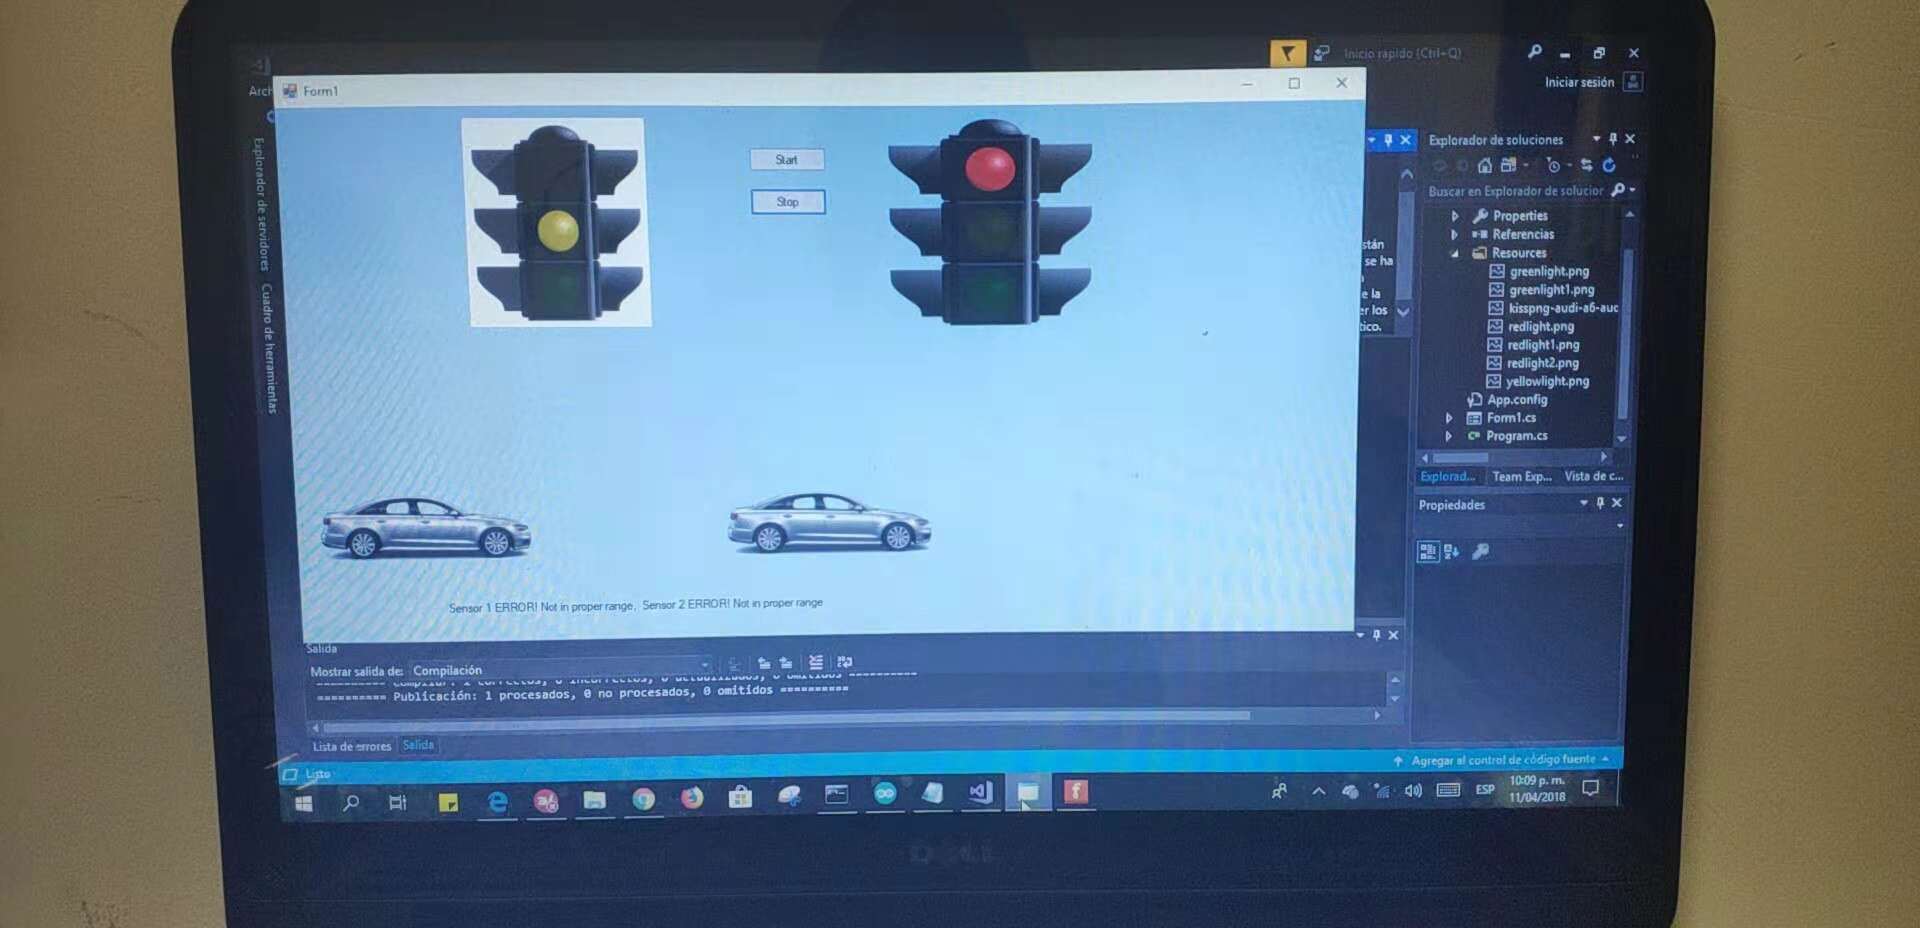 Inicio rápido (Ctrl+Q)
Iniciar sesión
Arch
Form1
Explorador de servidores
Cuadro de herramientas
Start
Stop
Sensor 1 ERROR! Not in proper range, Sensor 2 ERROR! Not in proper range
stán
se ha
e la
er los
tico.
Explorador de soluciones
Buscar en Explorador de solucior
Properties
Referencias
Resources
greenlight.png
greenlight1.png
kisspng-audi-a6-auc
redlight.png
redlight1.png
redlight2.png
yellowlight.png
App.config
Form1.cs
Program.cs
Explorad...
Team Exp...
Vista de c...
Propiedades
Salida
Mostrar salida de: Compilación
========== Publicación: 1 procesados, 0 no procesados, 0 omitidos ==========
Lista de errores
Salida
Listo
Agregar al control de código fuente
ESP
10:09 p. m.
11/04/2018